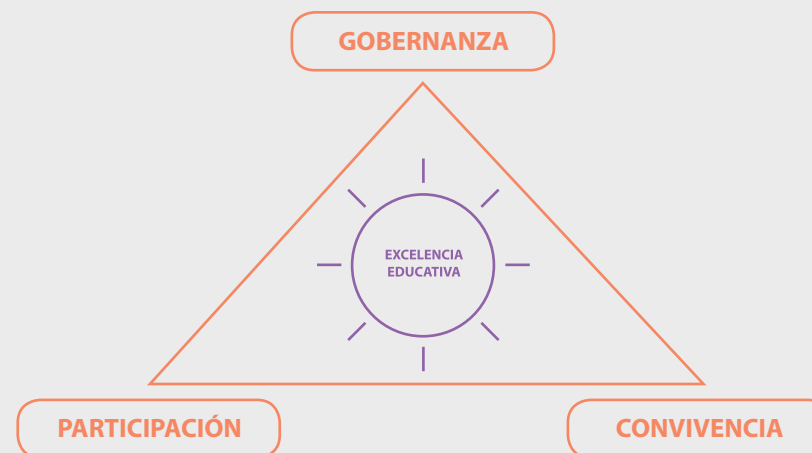 GOBERNANZA
EXCELENCIA
EDUCATIVA
PARTICIPACIÓN
CONVIVENCIA